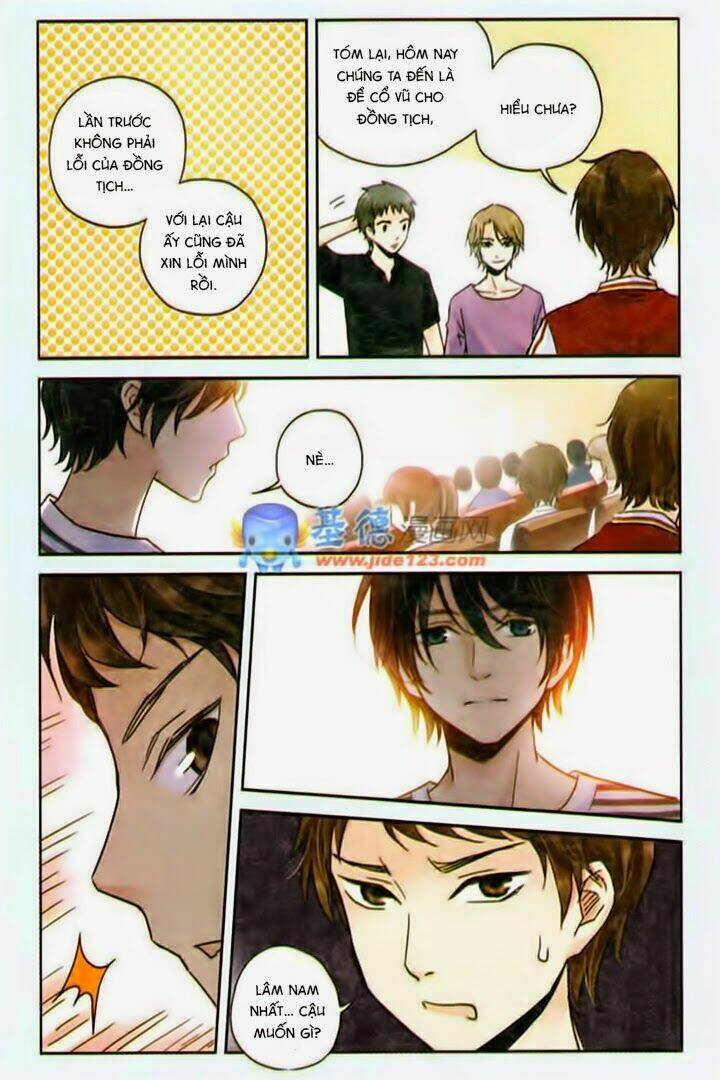 LẦN TRƯỚC
KHÔNG PHẢI
LỖI CỦA ĐỒNG
TỊCH...
VỚI LẠI CẬU
ẤY CŨNG ĐÃ
XIN LỖI MÌNH
RỒI.
TÓM LẠI, HÔM NAY
CHÚNG TA ĐẾN LÀ
ĐỂ CỔ VŨ CHO
ĐỒNG TỊCH,
HIỂU CHƯA?
NÈ...
基德漫画网
www.jide123.com
LÂM NAM
NHẤT... CẬU
MUỐN GÌ?